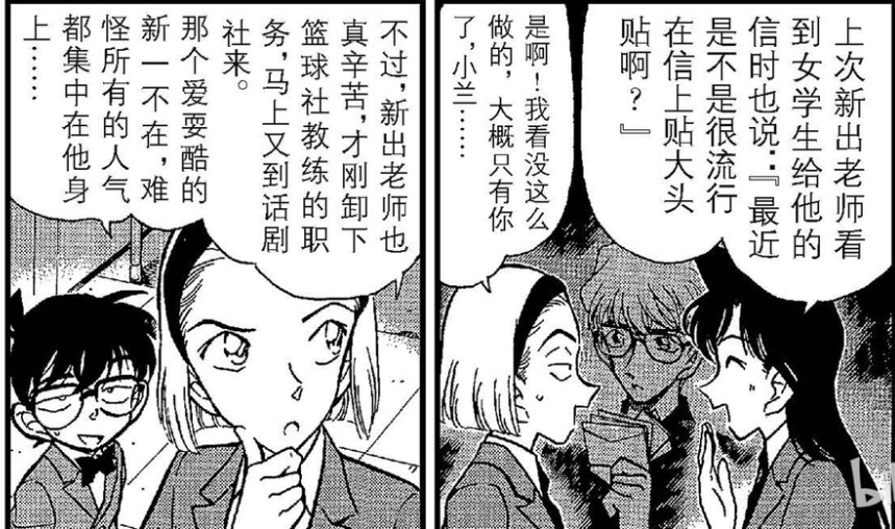 上次新出老师看
到女学生给他的
信时也说：『最近
是不是很流行
在信上贴大头
贴啊？』
是啊！我看没这么
做的，大概只有你
了，小兰……
不过，新出老师也
真辛苦，才刚卸下
篮球社教练的职
务，马上又到话剧
社来。
那个爱耍酷的
新一不在，难
怪所有的人气
都集中在他身
上……